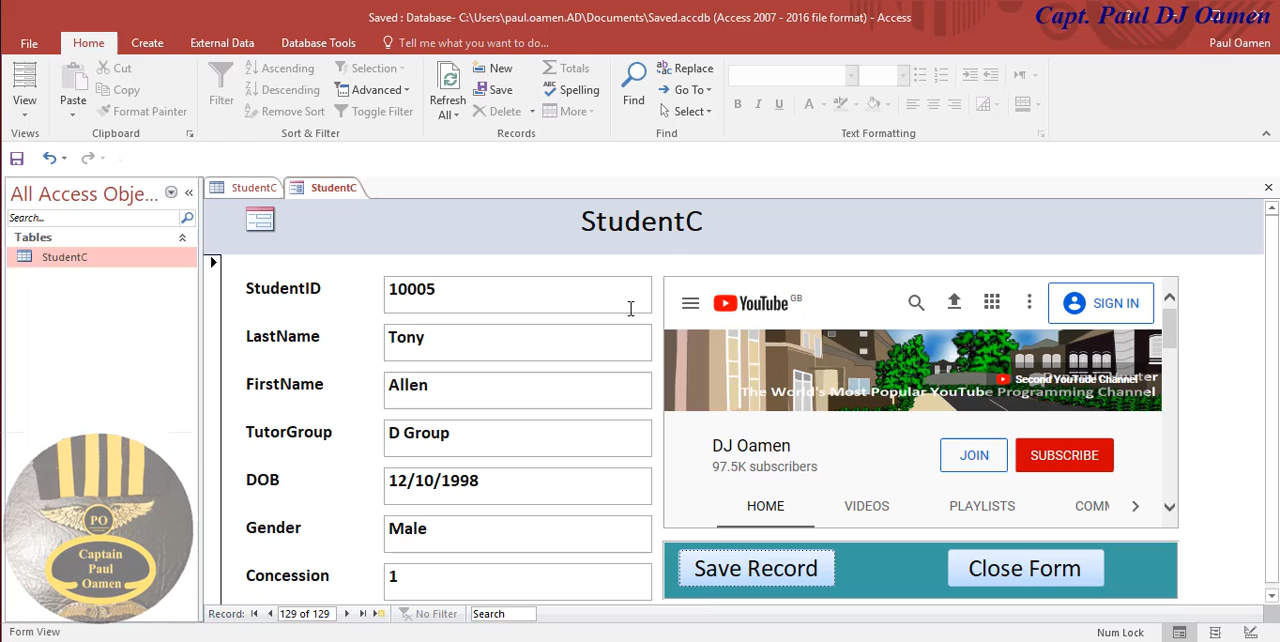 Saved : Database- C:\Users\paul.oamen.AD\Documents\Saved.accdb (Access 2007 - 2016 file format) - Access
Capt. Paul DJ Oamen
File
Home
Create
External Data
Database Tools
Tell me what you want to do...
Paul Oamen
View
Views
Paste
Cut
Copy
Format Painter
Clipboard
Filter
Ascending
Descending
Remove Sort
Selection
Advanced
Toggle Filter
Sort & Filter
Refresh
All
New
Save
Delete
Totals
Spelling
More
Records
Find
Replace
Go To
Select
Find
B I U A
Text Formatting
All Access Obje...
Search...
Tables
StudentC
StudentC
StudentC
StudentC
StudentID 10005
LastName Tony
FirstName Allen
TutorGroup D Group
DOB 12/10/1998
Gender Male
Concession 1
YouTube GB
SIGN IN
Second YouTube Channel
The World's Most Popular YouTube Programming Channel
DJ Oamen
97.5K subscribers
JOIN
SUBSCRIBE
HOME VIDEOS PLAYLISTS COMM
Save Record
Close Form
PO
Captain
Paul
Oamen
Record: 129 of 129 No Filter Search
Form View
Num Lock